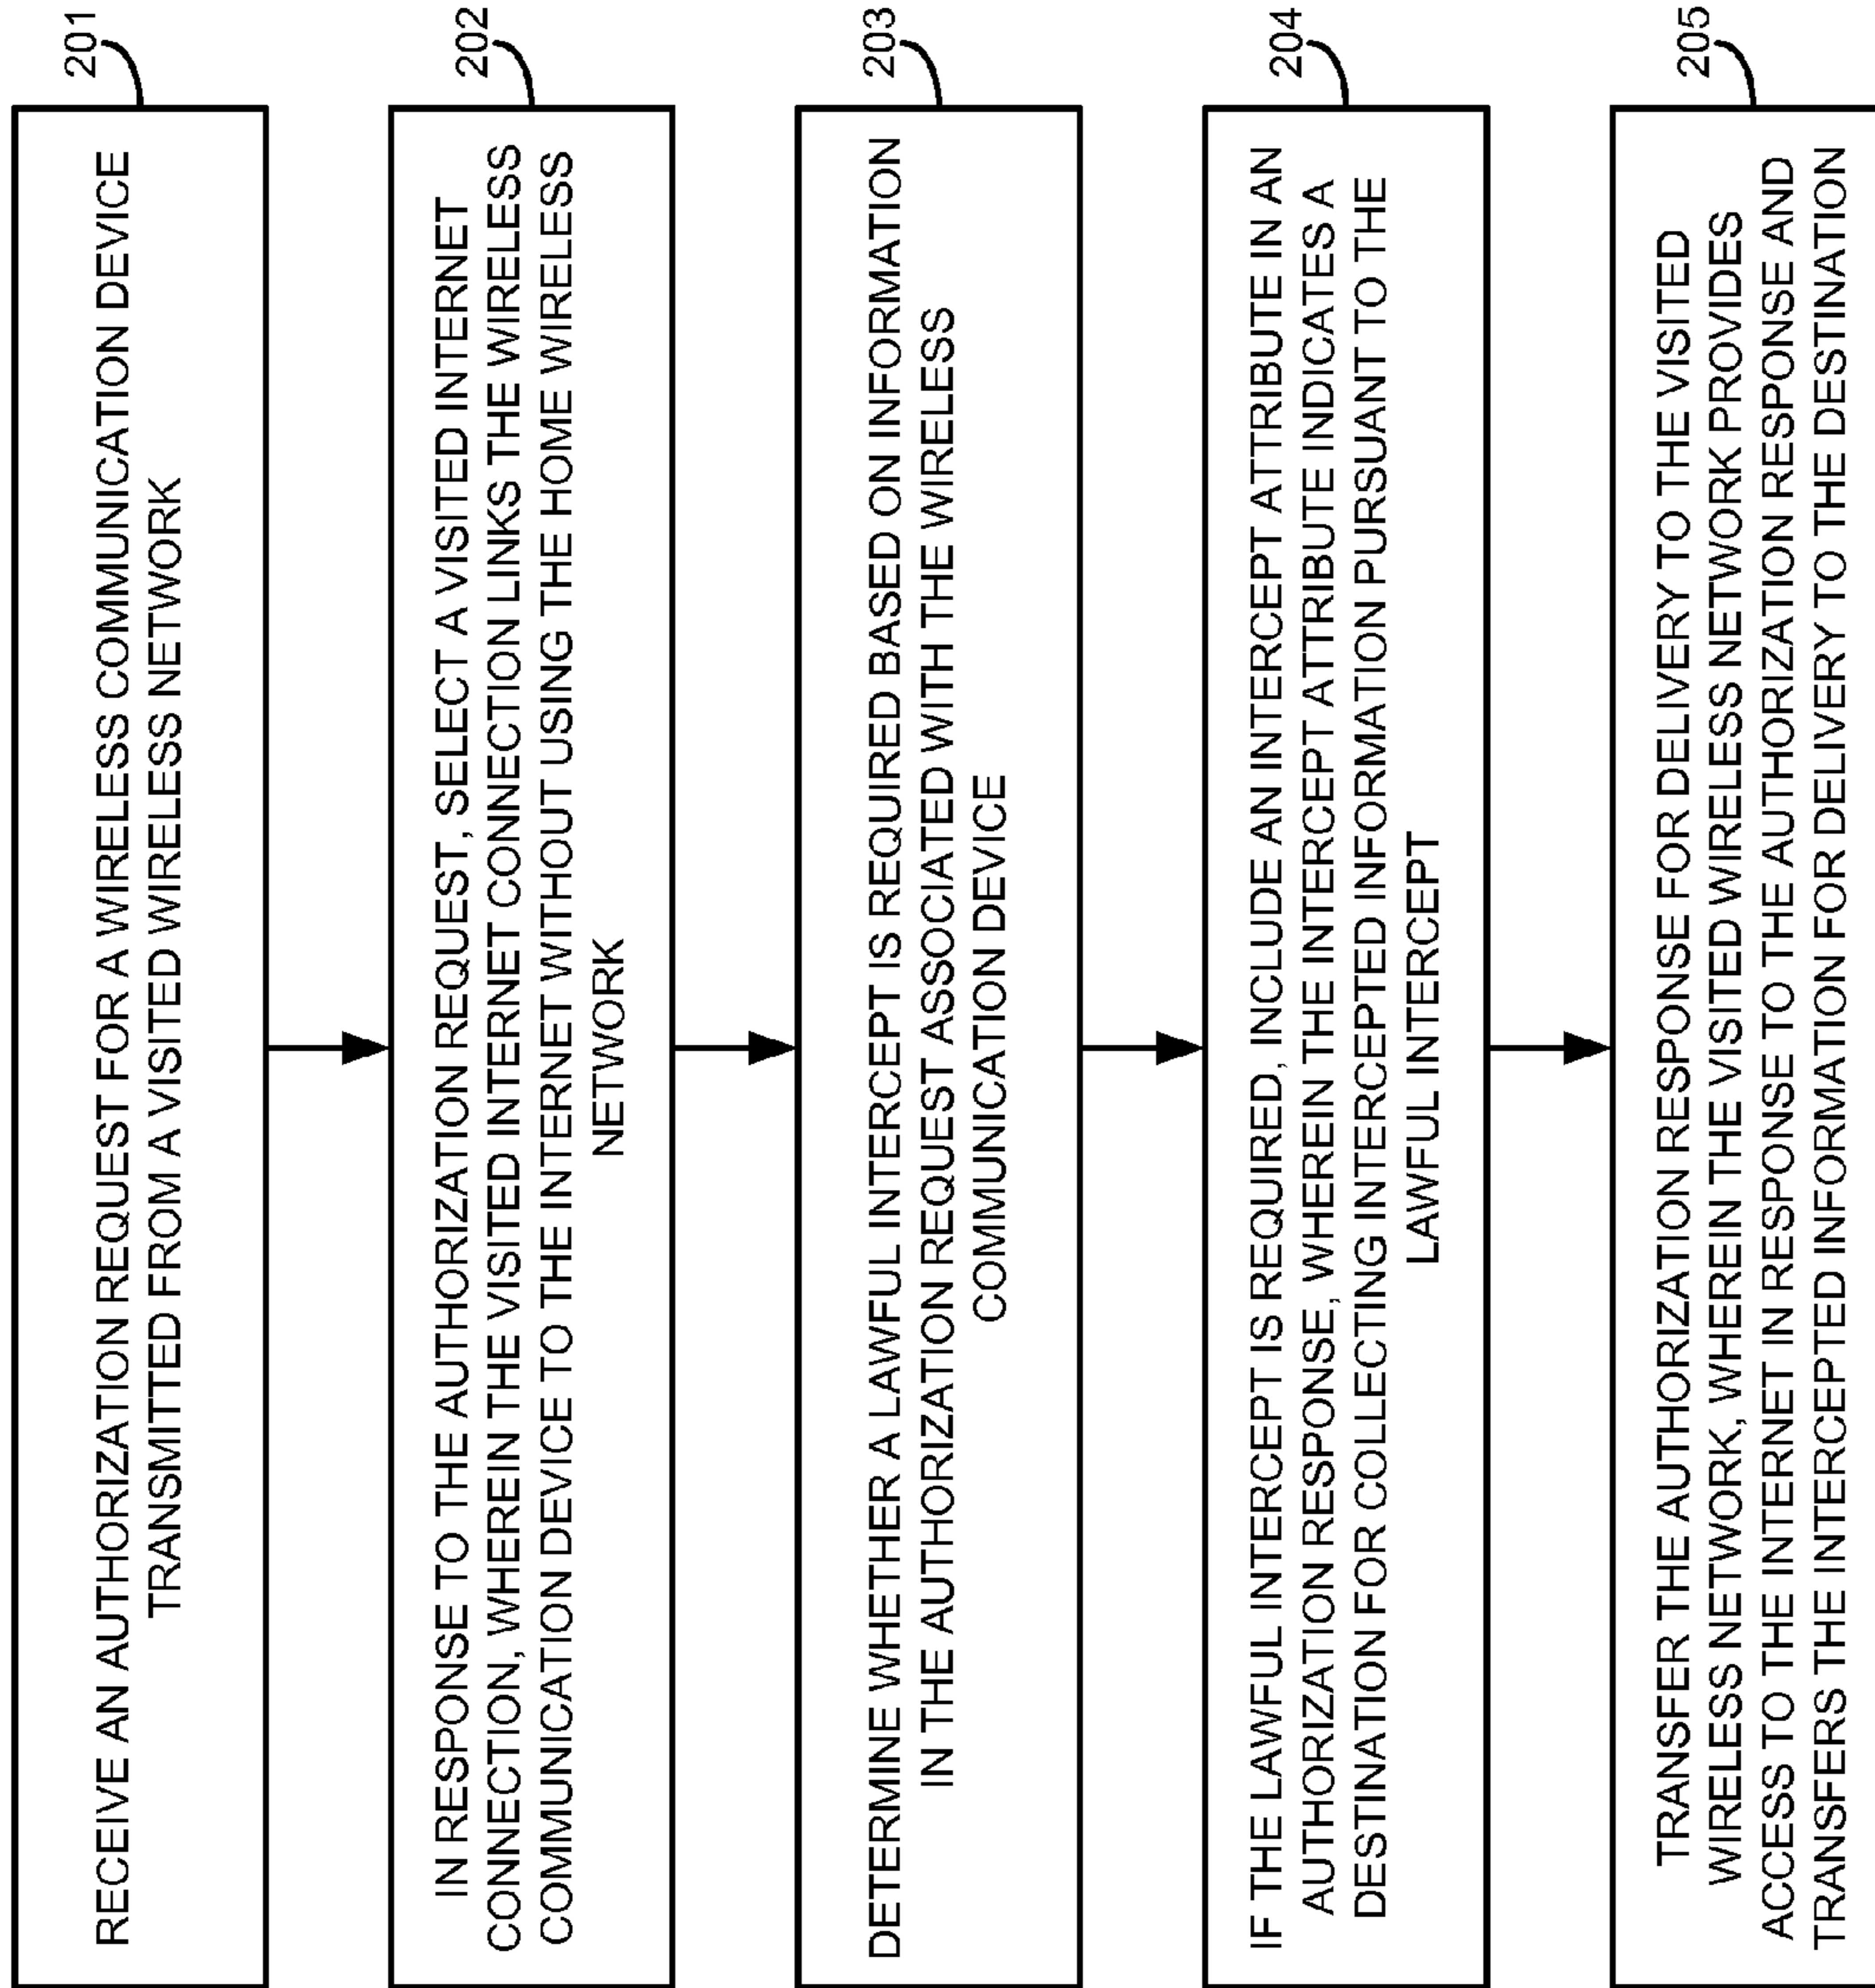 201
RECEIVE AN AUTHORIZATION REQUEST FOR A WIRELESS COMMUNICATION DEVICE
TRANSMITTED FROM A VISITED WIRELESS NETWORK
202
IN RESPONSE TO THE AUTHORIZATION REQUEST, SELECT A VISITED INTERNET
CONNECTION, WHEREIN THE VISITED INTERNET CONNECTION LINKS THE WIRELESS
COMMUNICATION DEVICE TO THE INTERNET WITHOUT USING THE HOME WIRELESS
NETWORK
203
DETERMINE WHETHER A LAWFUL INTERCEPT IS REQUIRED BASED ON INFORMATION
IN THE AUTHORIZATION REQUEST ASSOCIATED WITH THE WIRELESS
COMMUNICATION DEVICE
204
IF THE LAWFUL INTERCEPT IS REQUIRED, INCLUDE AN INTERCEPT ATTRIBUTE IN AN
AUTHORIZATION RESPONSE, WHEREIN THE INTERCEPT ATTRIBUTE INDICATES A
DESTINATION FOR COLLECTING INTERCEPTED INFORMATION PURSUANT TO THE
LAWFUL INTERCEPT
205
TRANSFER THE AUTHORIZATION RESPONSE FOR DELIVERY TO THE VISITED
WIRELESS NETWORK, WHEREIN THE VISITED WIRELESS NETWORK PROVIDES
ACCESS TO THE INTERNET IN RESPONSE TO THE AUTHORIZATION RESPONSE AND
TRANSFERS THE INTERCEPTED INFORMATION FOR DELIVERY TO THE DESTINATION